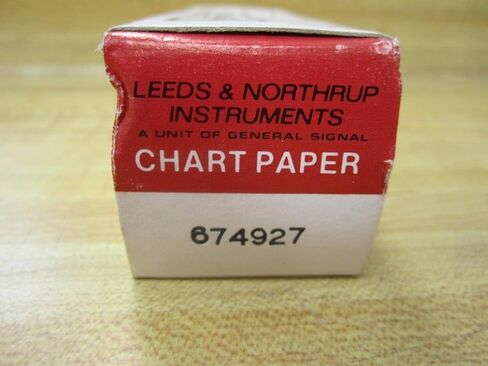 LEEDS & NORTHRUP
INSTRUMENTS
A UNIT OF GENERAL SIGNAL
CHART PAPER
674927